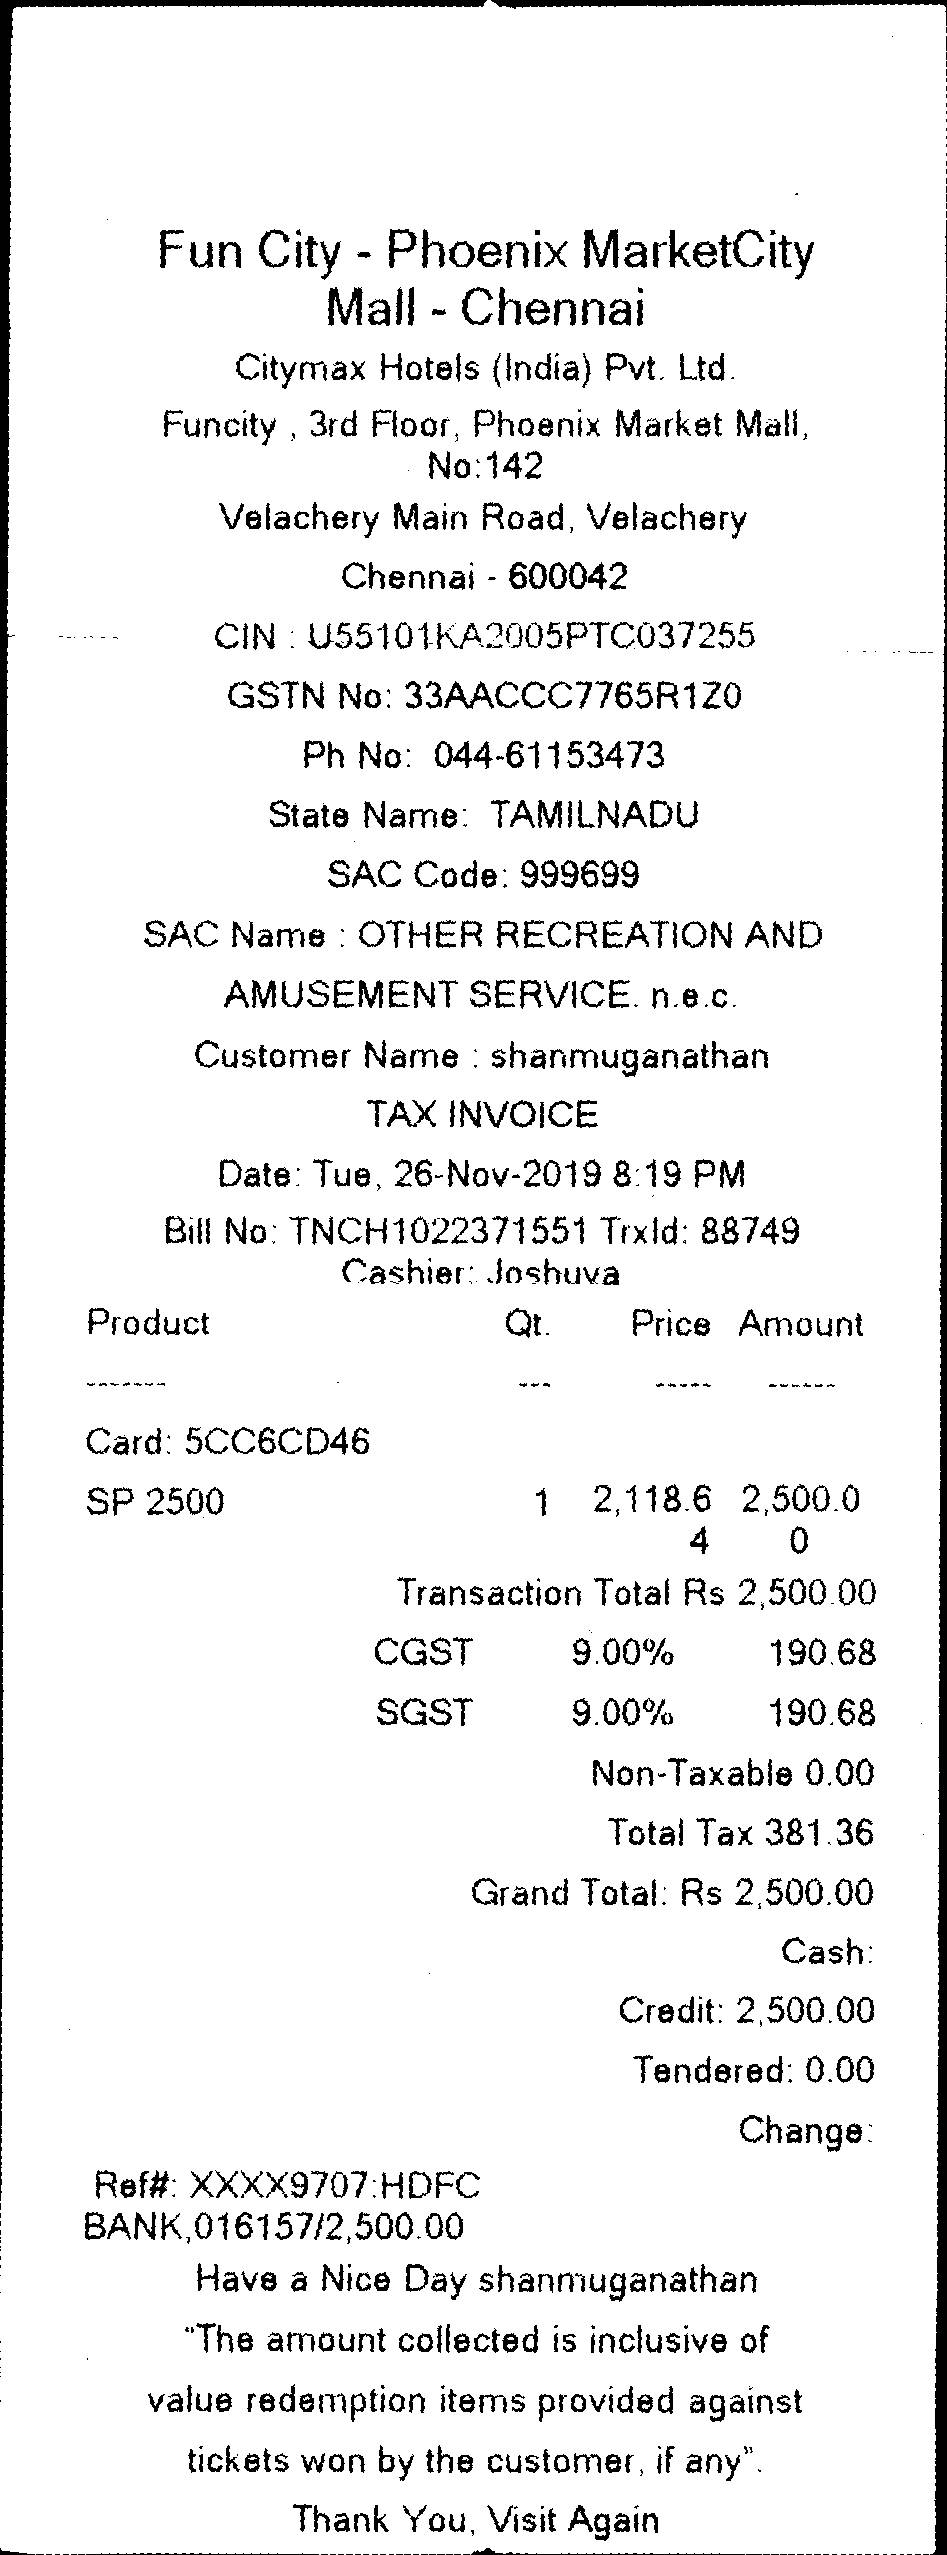 Fun City - Phoenix MarketCity
Mall - Chennai
Citymax Hotels (India) Pvt. Ltd.
Funcity , 3rd Floor, Phoenix Market Mall,
No:142
Velachery Main Road, Velachery
Chennai - 600042
CIN : U55101KA2005PTC037255
GSTN No: 33AACCC7765R1Z0
Ph No: 044-61153473
State Name: TAMILNADU
SAC Code: 999699
SAC Name : OTHER RECREATION AND
AMUSEMENT SERVICE. n.e.c.
Customer Name : shanmuganathan
TAX INVOICE
Date: Tue, 26-Nov-2019 8:19 PM
Bill No: TNCH1022371551 TrxId: 88749
Cashier: Joshuva
Product Qt. Price Amount
------- --- ----- ------
Card: 5CC6CD46
SP 2500 1 2,118.6 2,500.0
4 0
Transaction Total Rs 2,500.00
CGST 9.00% 190.68
SGST 9.00% 190.68
Non-Taxable 0.00
Total Tax 381.36
Grand Total: Rs 2,500.00
Cash:
Credit: 2,500.00
Tendered: 0.00
Change:
Ref#: XXXX9707:HDFC
BANK,016157/2,500.00
Have a Nice Day shanmuganathan
"The amount collected is inclusive of
value redemption items provided against
tickets won by the customer, if any".
Thank You, Visit Again